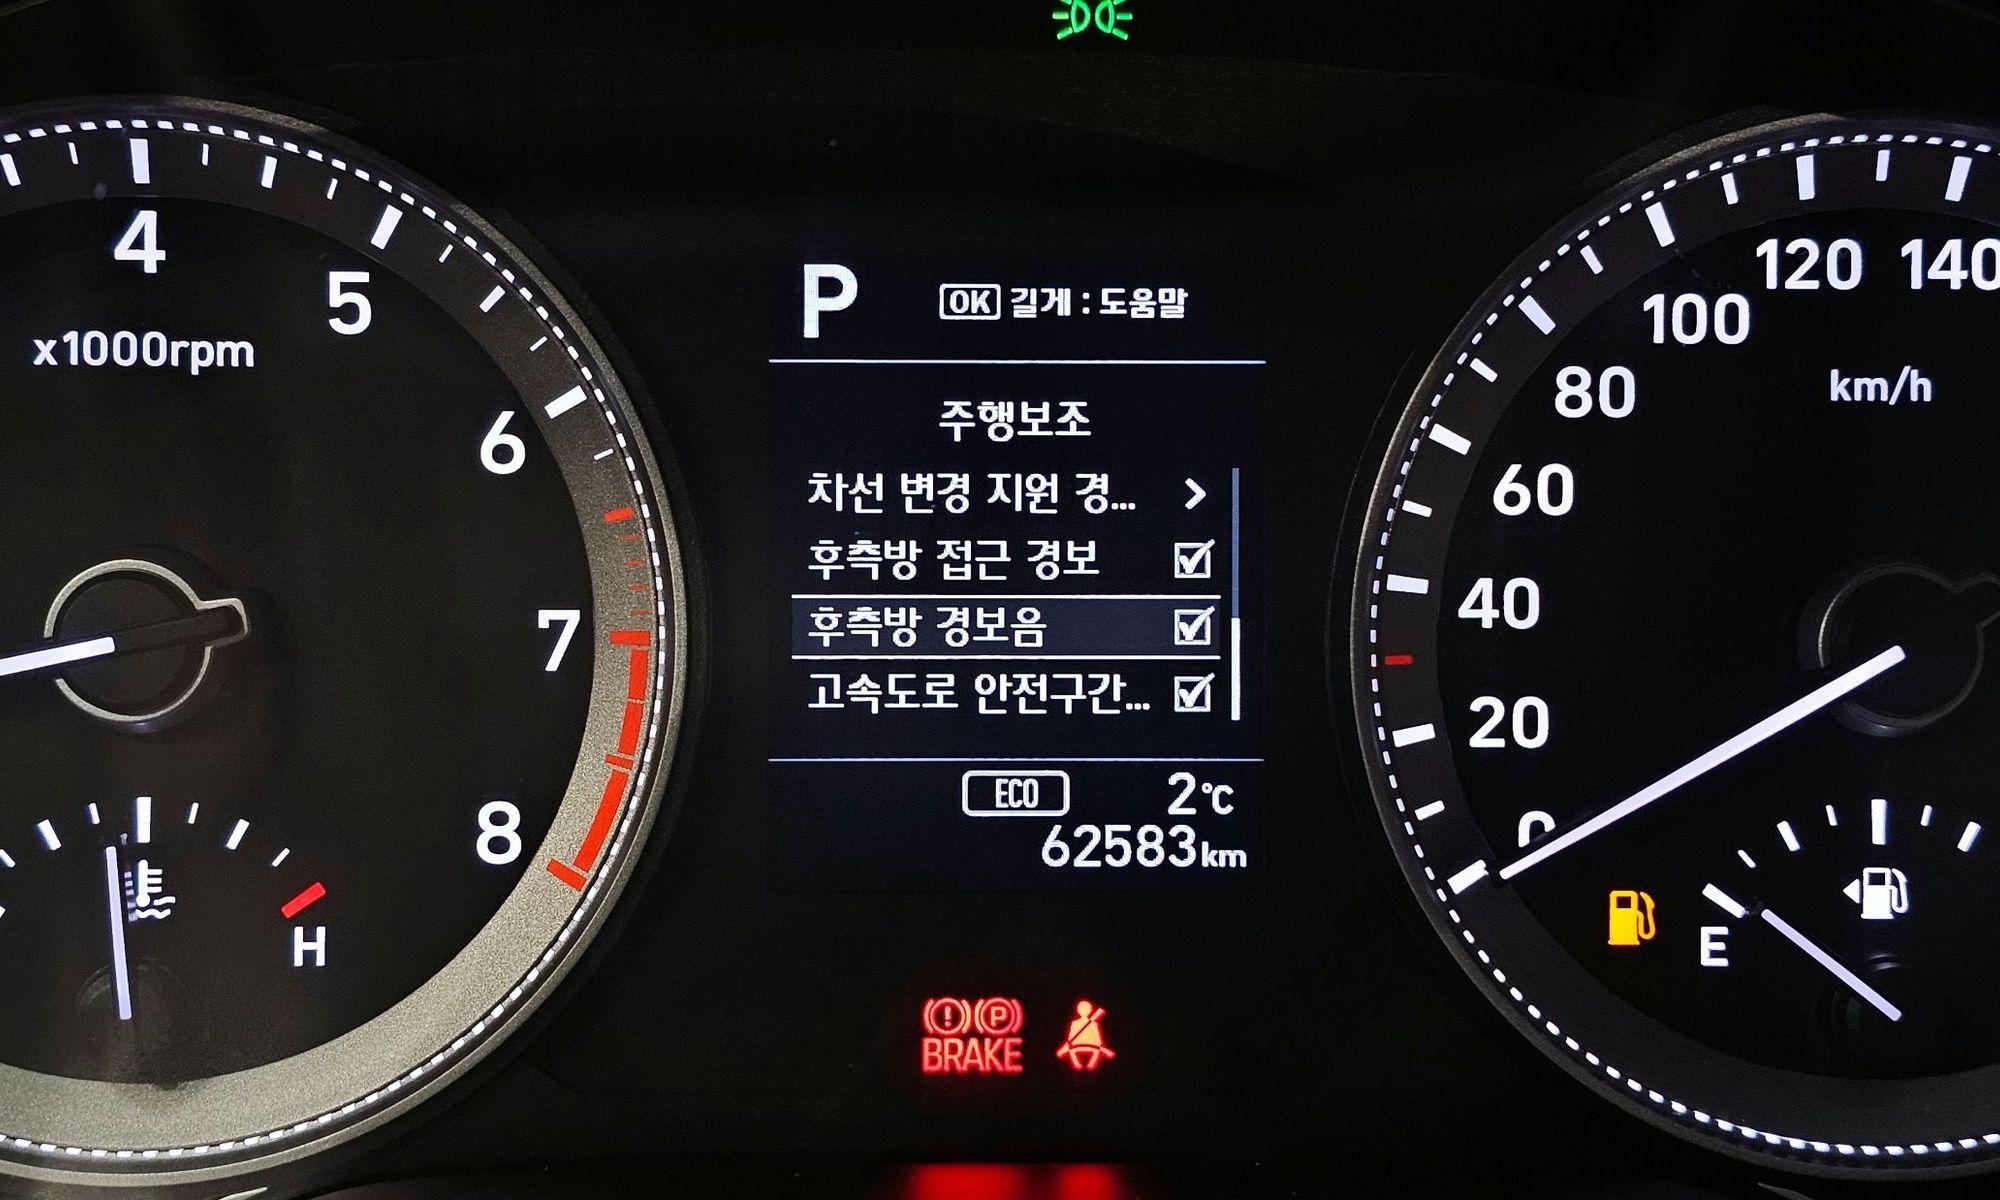 4
5
x1000rpm
6
7
8
H
P OK 길게 : 도움말
주행보조
차선 변경 지원 경...
후측방 접근 경보
후측방 경보음
고속도로 안전구간...
ECO 2℃
62583km
BRAKE
120 140
100
km/h
80
60
40
20
0
E